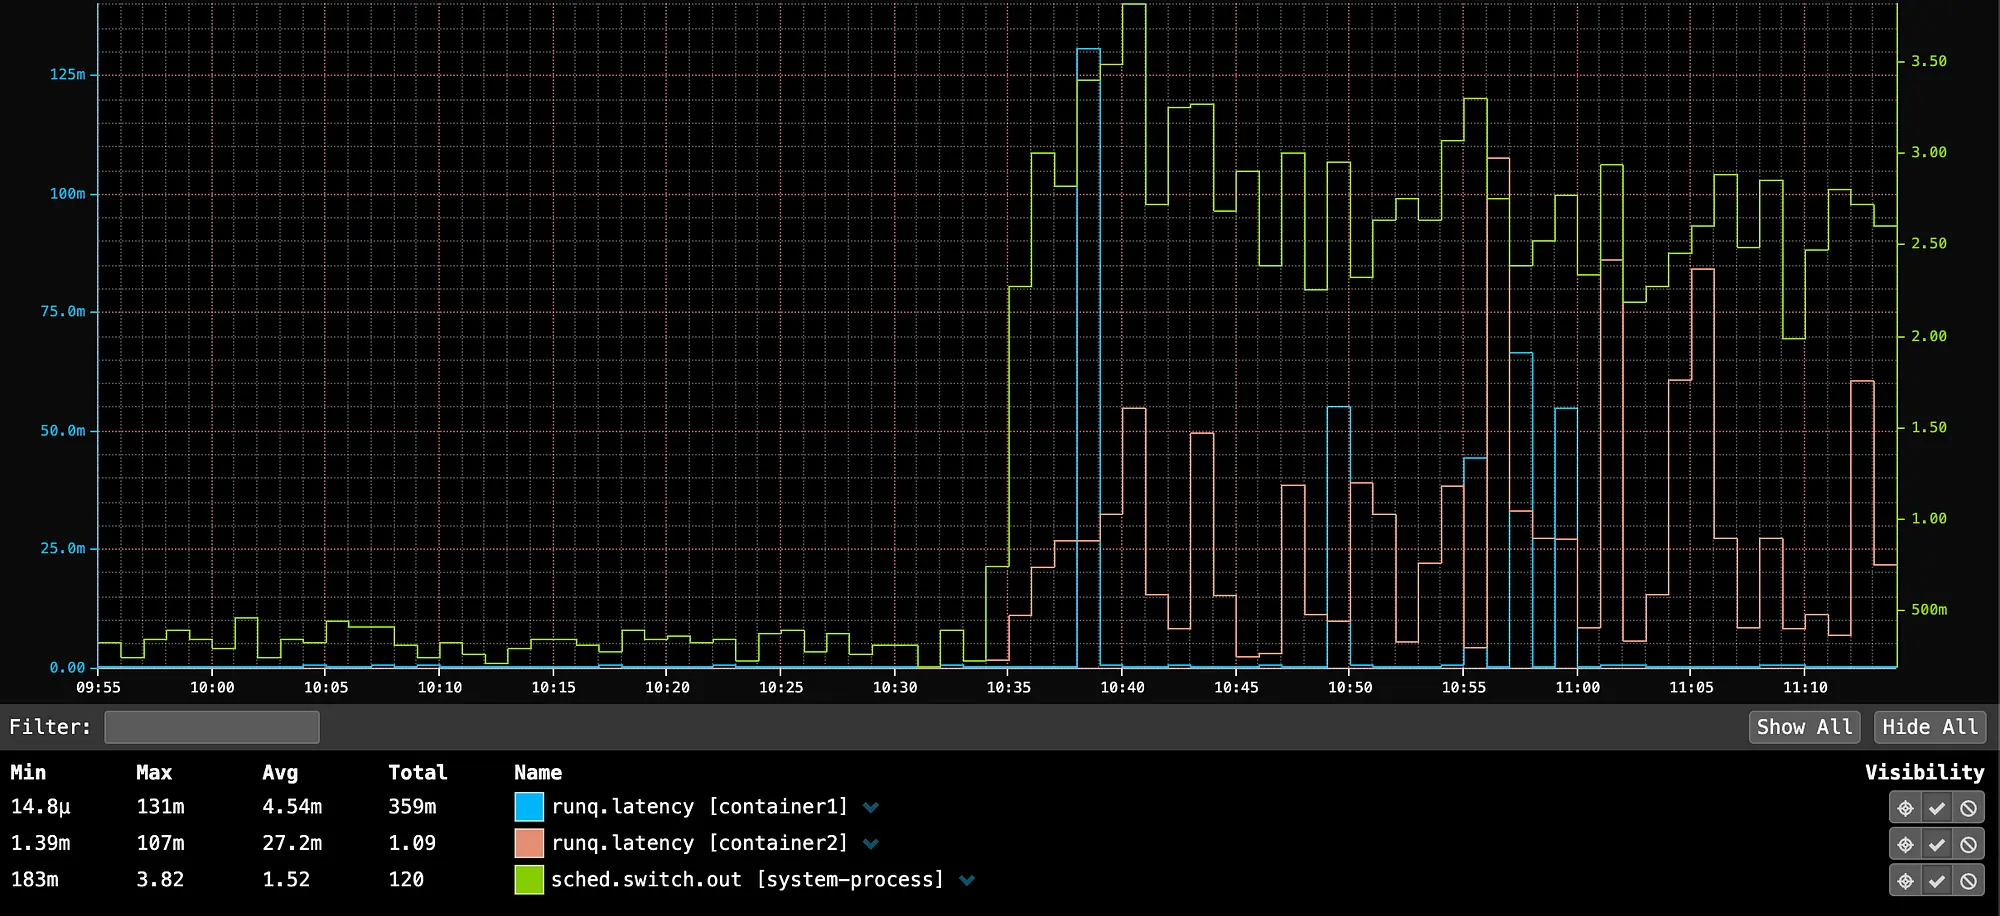 125m
100m
75.0m
50.0m
25.0m
0.00
3.50
3.00
2.50
2.00
1.50
1.00
500m
09:55 10:00 10:05 10:10 10:15 10:20 10:25 10:30 10:35 10:40 10:45 10:50 10:55 11:00 11:05 11:10
Filter: Show All Hide All
Min Max Avg Total Name Visibility
14.8µ 131m 4.54m 359m runq.latency [container1]
1.39m 107m 27.2m 1.09 runq.latency [container2]
183m 3.82 1.52 120 sched.switch.out [system-process]